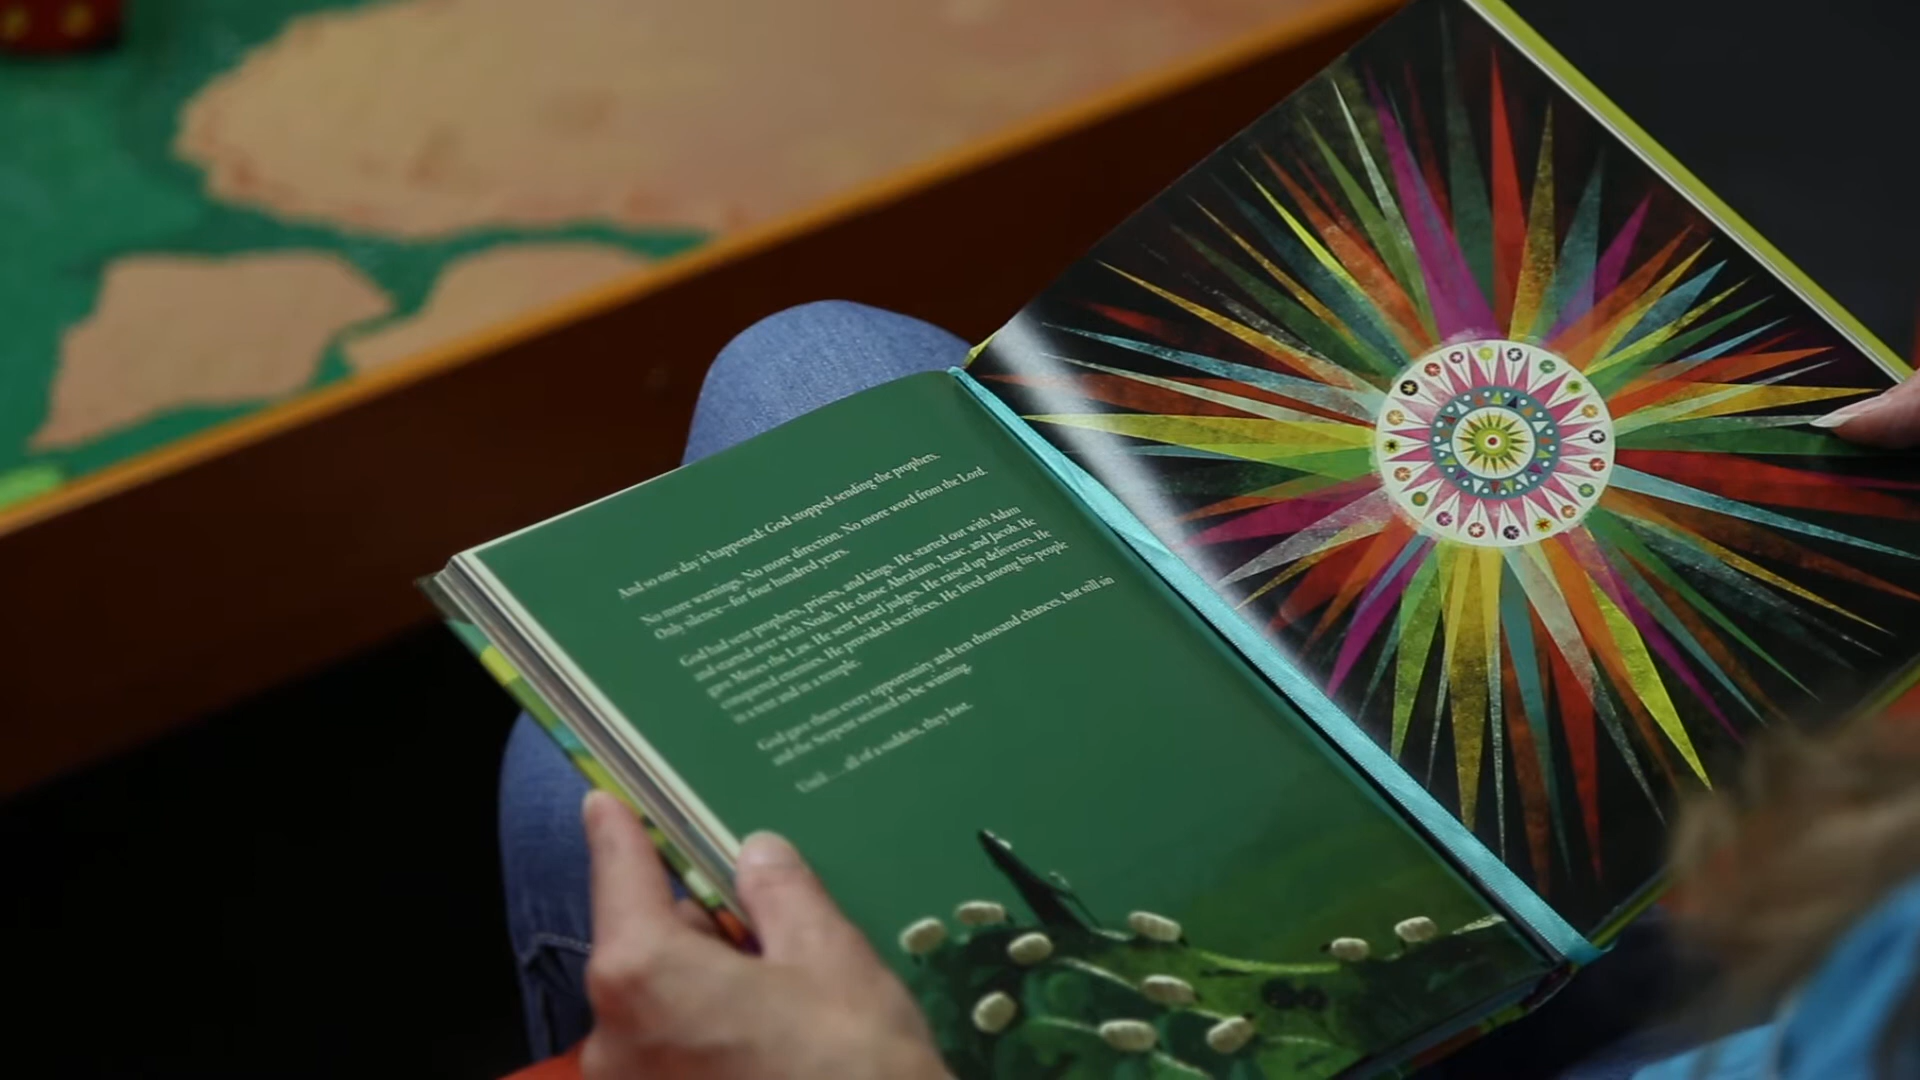 And so one day it happened: God stopped sending the prophets.
No more warnings. No more direction. No more word from the Lord.
Only silence—for four hundred years.
God had sent prophets, priests, and kings. He started out with Adam
and started over with Noah. He chose Abraham, Isaac, and Jacob. He
gave Moses the Law. He sent Israel judges. He raised up deliverers. He
conquered enemies. He provided sacrifices. He lived among his people
in a tent and in a temple.
God gave them every opportunity and ten thousand chances, but still sin
and the Serpent seemed to be winning.
Until . . . all of a sudden, they lost.